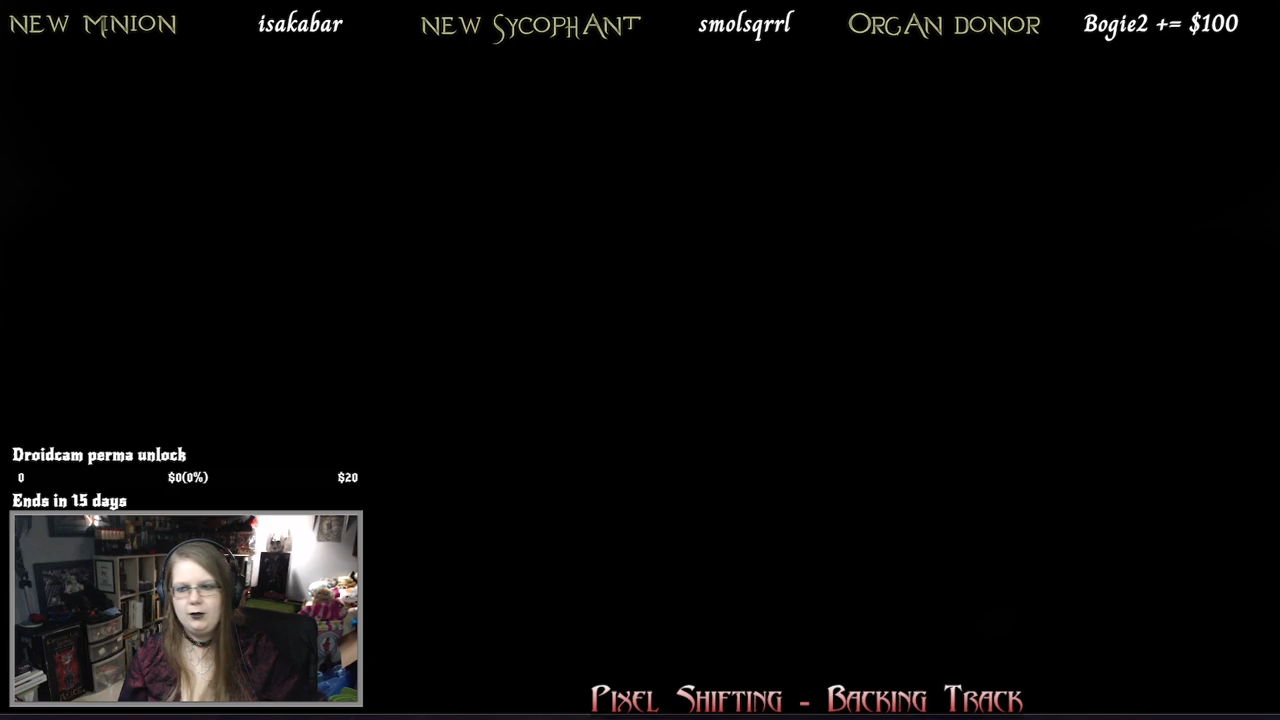 NEW MINION isakabar NEW SYCOPHANT smolsqrrl ORGAN DONOR Bogie2 += $100
Droidcam perma unlock
0 $0(0%) $20
Ends in 15 days
Pixel Shifting - Backing Track